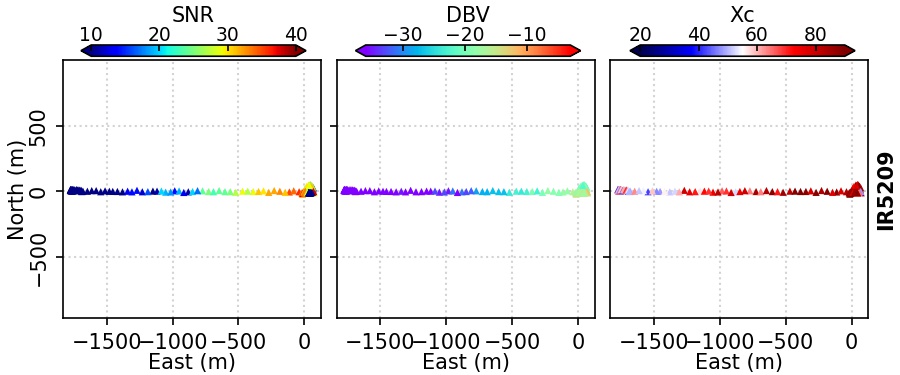 SNR DBV Xc
10 20 30 40 −30 −20 −10 20 40 60 80
500
0
−500
North (m)
IR5209
−1500 −1000 −500 0 −1500 −1000 −500 0 −1500 −1000 −500 0
East (m) East (m) East (m)